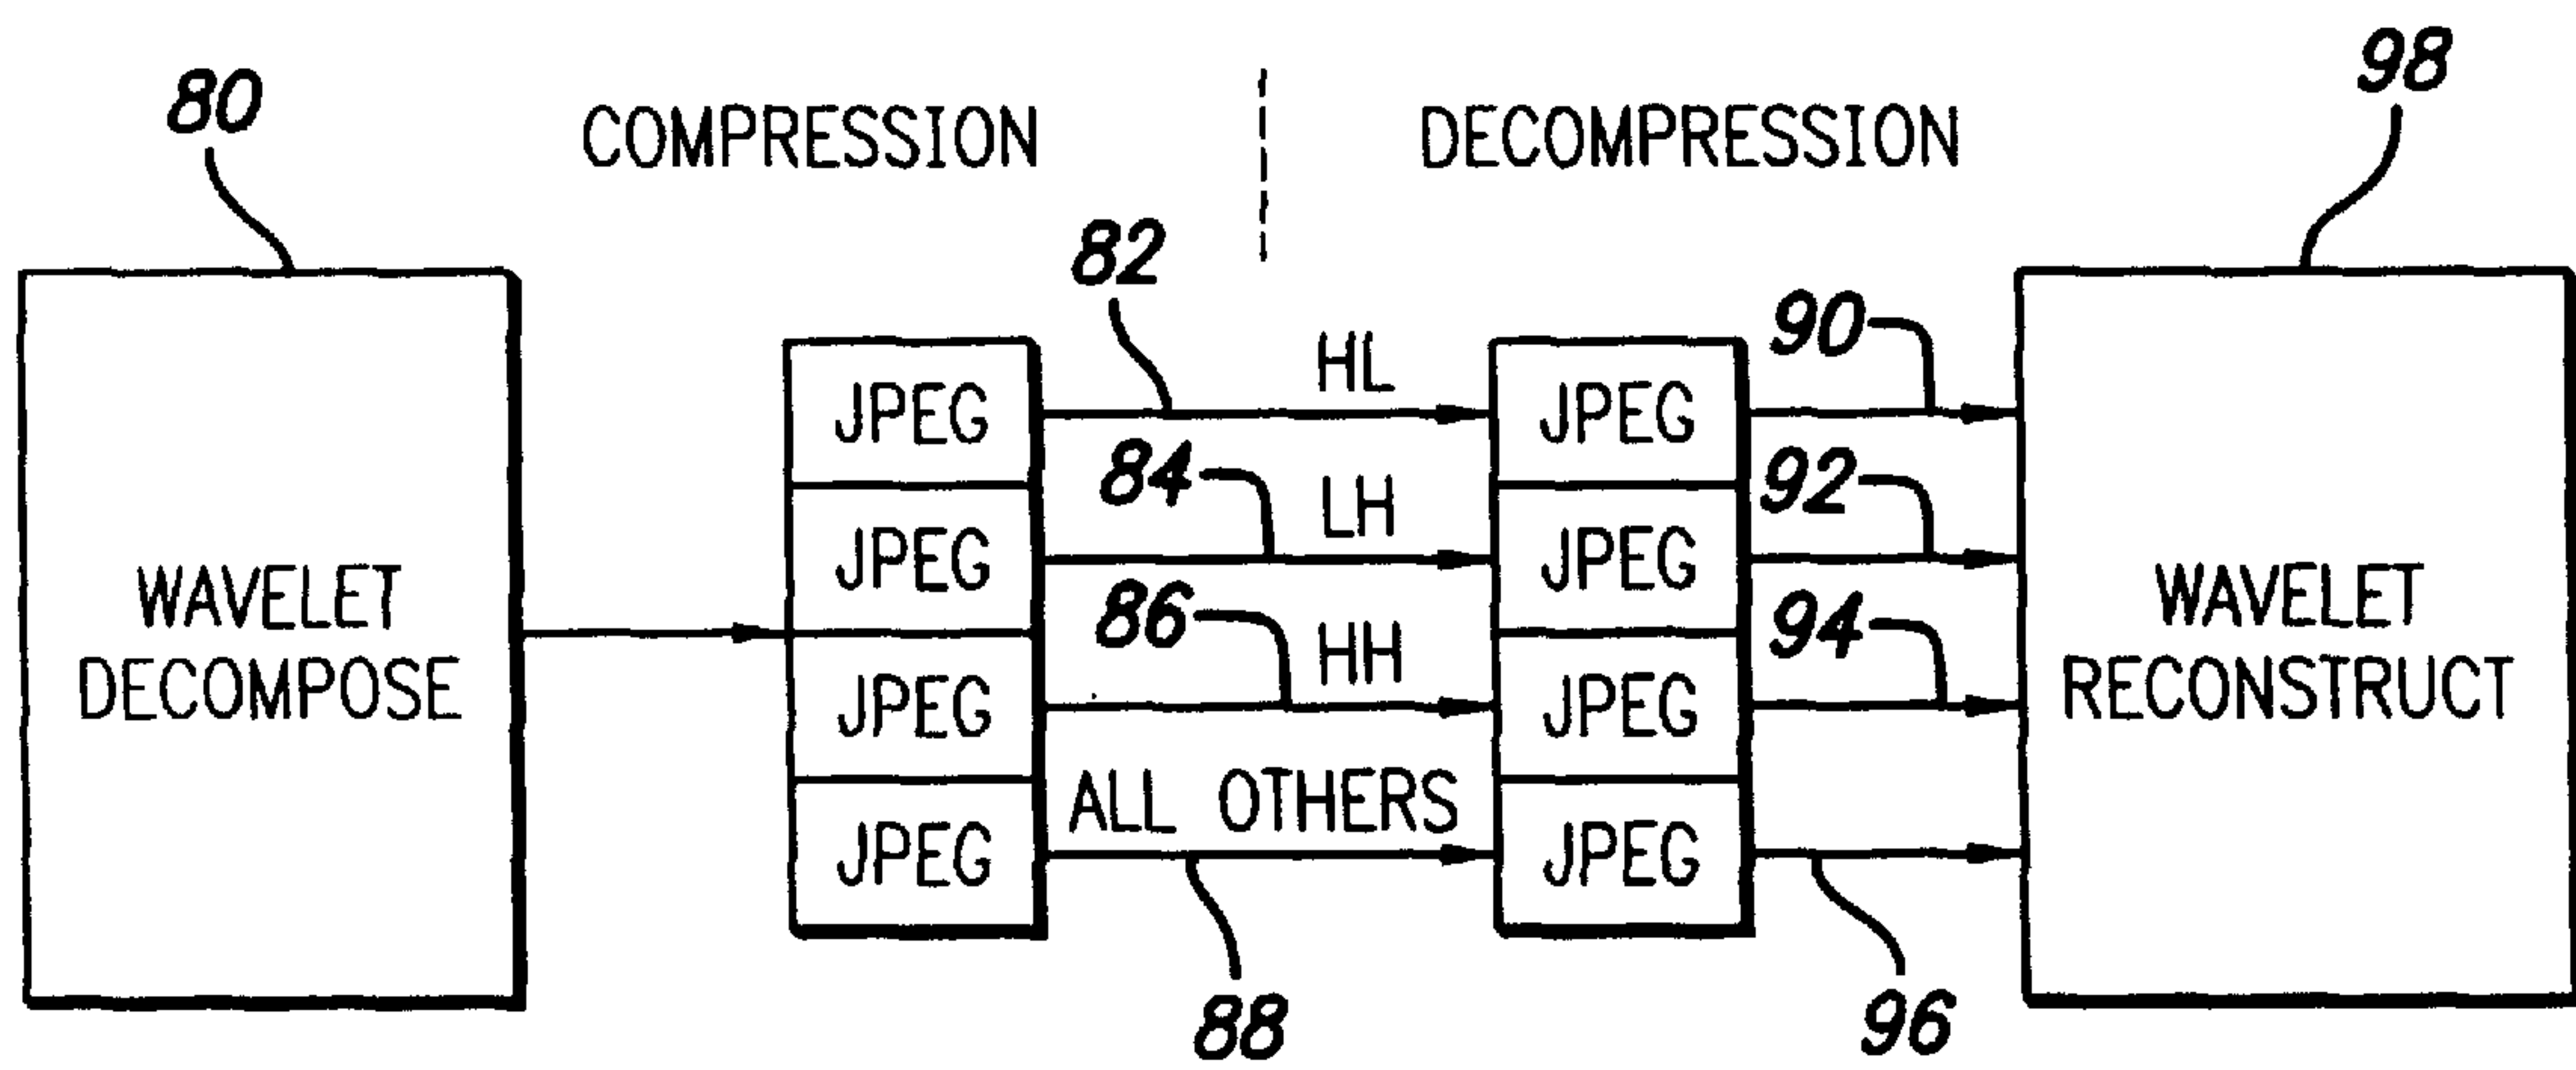 80
COMPRESSION
DECOMPRESSION
98
82
HL
90
JPEG
JPEG
84
LH
92
JPEG
JPEG
86
HH
94
WAVELET
DECOMPOSE
WAVELET
RECONSTRUCT
JPEG
JPEG
ALL OTHERS
JPEG
JPEG
88
96